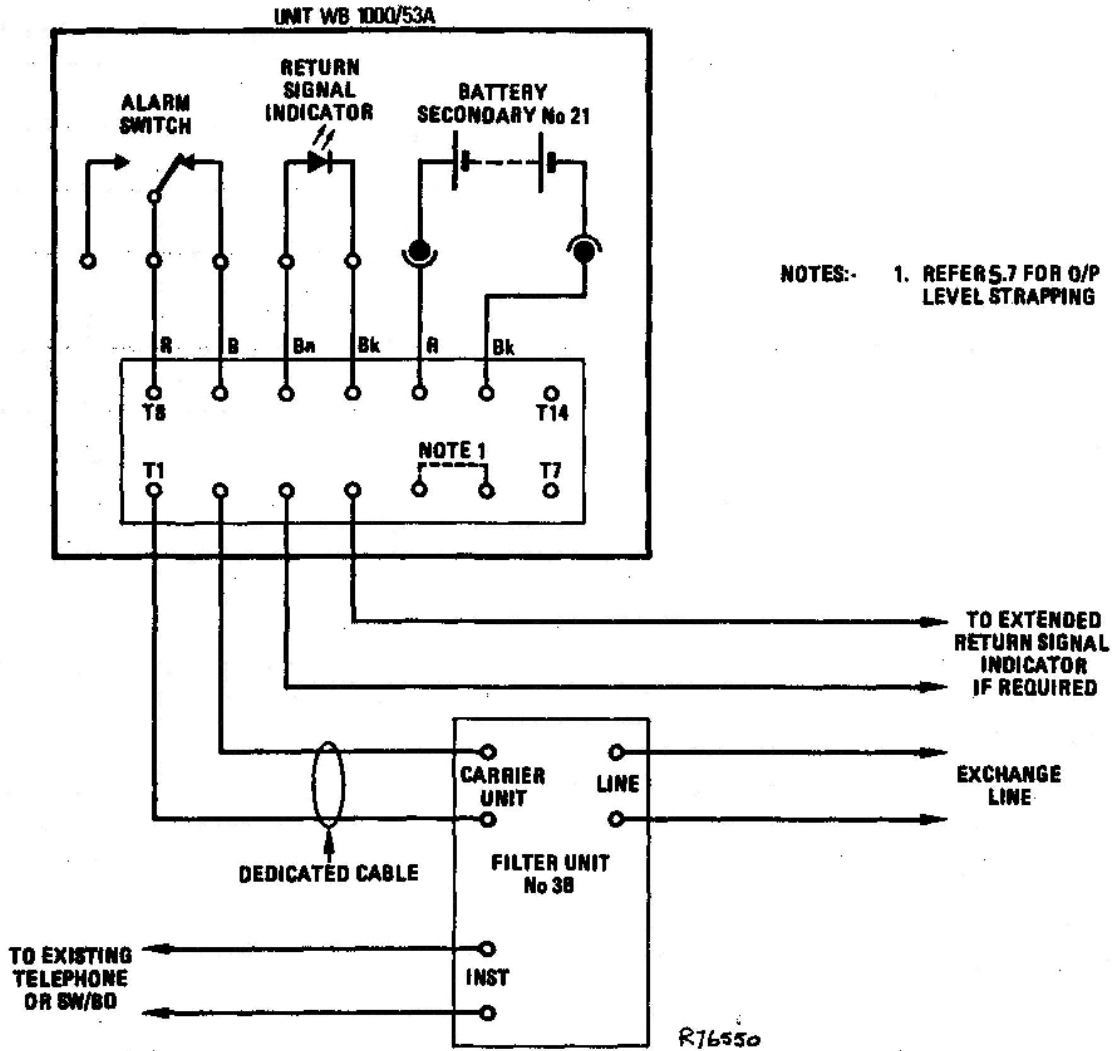 UNIT WB 1000/53A
ALARM
SWITCH
RETURN
SIGNAL
INDICATOR
BATTERY
SECONDARY No 21
NOTES:- 1. REFER 5.7 FOR O/P
LEVEL STRAPPING
R B Bn Bk R Bk
T8 T14
T1 NOTE 1 T7
TO EXTENDED
RETURN SIGNAL
INDICATOR
IF REQUIRED
CARRIER
UNIT
LINE
EXCHANGE
LINE
DEDICATED CABLE
FILTER UNIT
No 38
TO EXISTING
TELEPHONE
OR SW/BD
INST
R76550